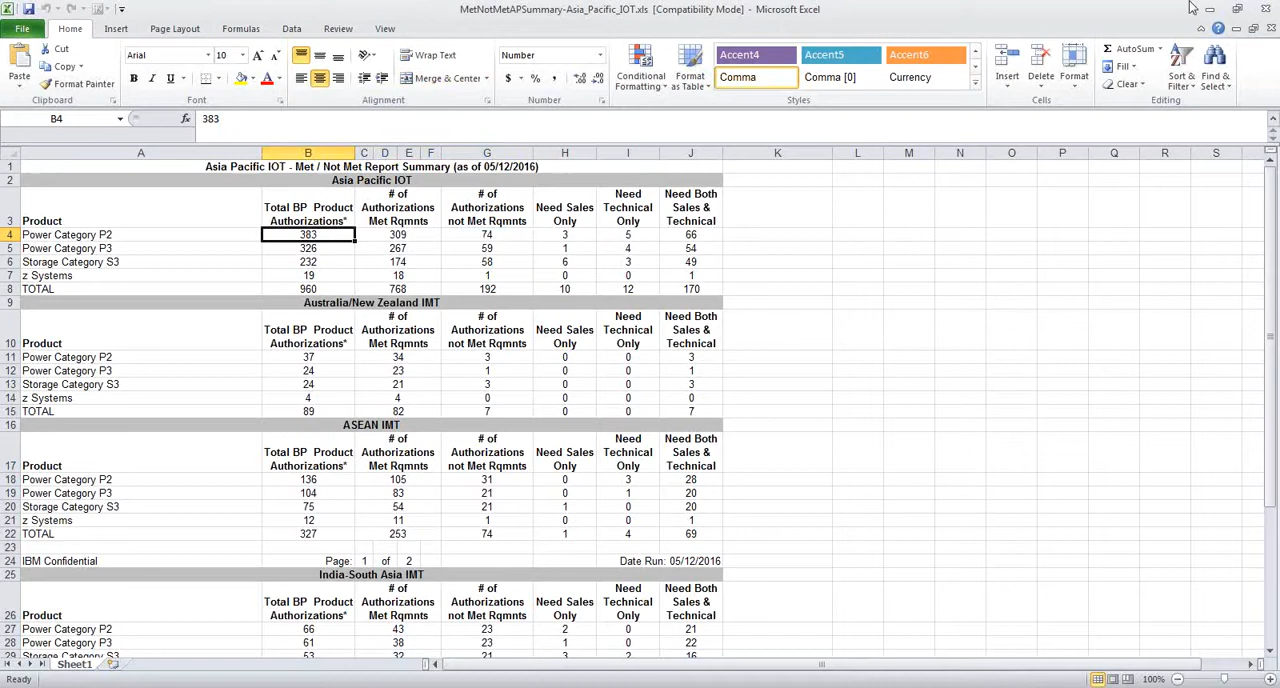 MetNotMetAPSummary-Asia_Pacific_IOT.xls [Compatibility Mode] - Microsoft Excel
File Home Insert Page Layout Formulas Data Review View
Paste Cut Copy Format Painter Clipboard
Arial 10 B I U Font
Wrap Text Merge & Center Alignment
Number $ % , Number
Conditional Formatting Format as Table
Accent4 Accent5 Accent6
Comma Comma [0] Currency
Styles
Insert Delete Format Cells
AutoSum Fill Clear Sort & Filter Find & Select Editing
B4 fx 383
A B C D E F G H I J K L M N O P Q R S
1 Asia Pacific IOT - Met / Not Met Report Summary (as of 05/12/2016)
2 Asia Pacific IOT
3 Product Total BP Product Authorizations* # of Authorizations Met Rqmnts # of Authorizations not Met Rqmnts Need Sales Only Need Technical Only Need Both Sales & Technical
4 Power Category P2 383 309 74 3 5 66
5 Power Category P3 326 267 59 1 4 54
6 Storage Category S3 232 174 58 6 3 49
7 z Systems 19 18 1 0 0 1
8 TOTAL 960 768 192 10 12 170
9 Australia/New Zealand IMT
10 Product Total BP Product Authorizations* # of Authorizations Met Rqmnts # of Authorizations not Met Rqmnts Need Sales Only Need Technical Only Need Both Sales & Technical
11 Power Category P2 37 34 3 0 0 3
12 Power Category P3 24 23 1 0 0 1
13 Storage Category S3 24 21 3 0 0 3
14 z Systems 4 4 0 0 0 0
15 TOTAL 89 82 7 0 0 7
16 ASEAN IMT
17 Product Total BP Product Authorizations* # of Authorizations Met Rqmnts # of Authorizations not Met Rqmnts Need Sales Only Need Technical Only Need Both Sales & Technical
18 Power Category P2 136 105 31 0 3 28
19 Power Category P3 104 83 21 0 1 20
20 Storage Category S3 75 54 21 1 0 20
21 z Systems 12 11 1 0 0 1
22 TOTAL 327 253 74 1 4 69
23
24 IBM Confidential Page: 1 of 2 Date Run: 05/12/2016
25 India-South Asia IMT
26 Product Total BP Product Authorizations* # of Authorizations Met Rqmnts # of Authorizations not Met Rqmnts Need Sales Only Need Technical Only Need Both Sales & Technical
27 Power Category P2 66 43 23 2 0 21
28 Power Category P3 61 38 23 1 0 22
29 Storage Category S3 53 32 21 3 2 16
Sheet1
Ready 100%